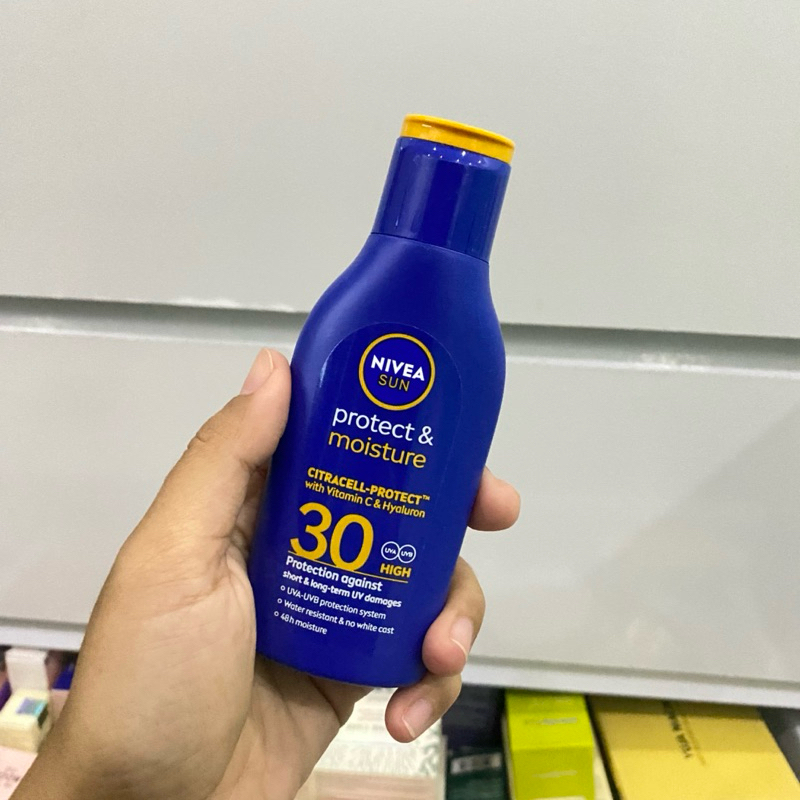 NIVEA
SUN
protect &
moisture
CITRACELL-PROTECT™
with Vitamin C & Hyaluron
30
UVA UVB
HIGH
Protection against
short & long-term UV damages
UVA-UVB protection system
Water resistant & no white cast
48h moisture